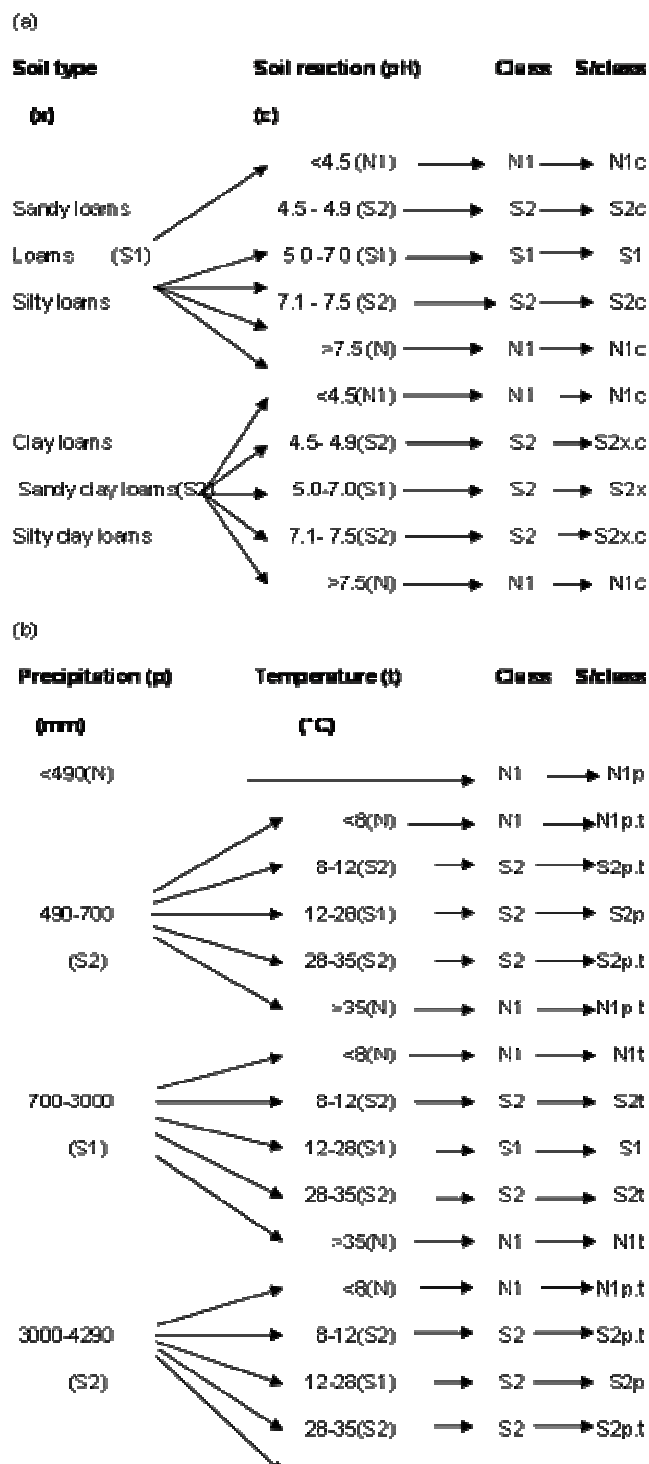 (a)
Soil type Soil reaction (pH) Class S/class
(x) (c)
<4.5 (N1) N1 N1c
Sandy loams 4.5 - 4.9 (S2) S2 S2c
Loams (S1) 5.0 -7.0 (S1) S1 S1
Silty loams 7.1 - 7.5 (S2) S2 S2c
>7.5 (N) N1 N1c
<4.5(N1) N1 N1c
Clay loams 4.5- 4.9(S2) S2 S2x.c
Sandy clay loams(S2) 5.0-7.0(S1) S2 S2x
Silty clay loams 7.1- 7.5(S2) S2 S2x.c
>7.5(N) N1 N1c
(b)
Precipitation (p) Temperature (t) Class S/class
(mm) (°C)
<490(N) N1 N1p
<8(N) N1 N1p.t
8-12(S2) S2 S2p.t
490-700 12-28(S1) S2 S2p
(S2) 28-35(S2) S2 S2p.t
>35(N) N1 N1p.t
<8(N) N1 N1t
700-3000 8-12(S2) S2 S2t
(S1) 12-28(S1) S1 S1
28-35(S2) S2 S2t
>35(N) N1 N1t
<8(N) N1 N1p.t
3000-4290 8-12(S2) S2 S2p.t
(S2) 12-28(S1) S2 S2p
28-35(S2) S2 S2p.t